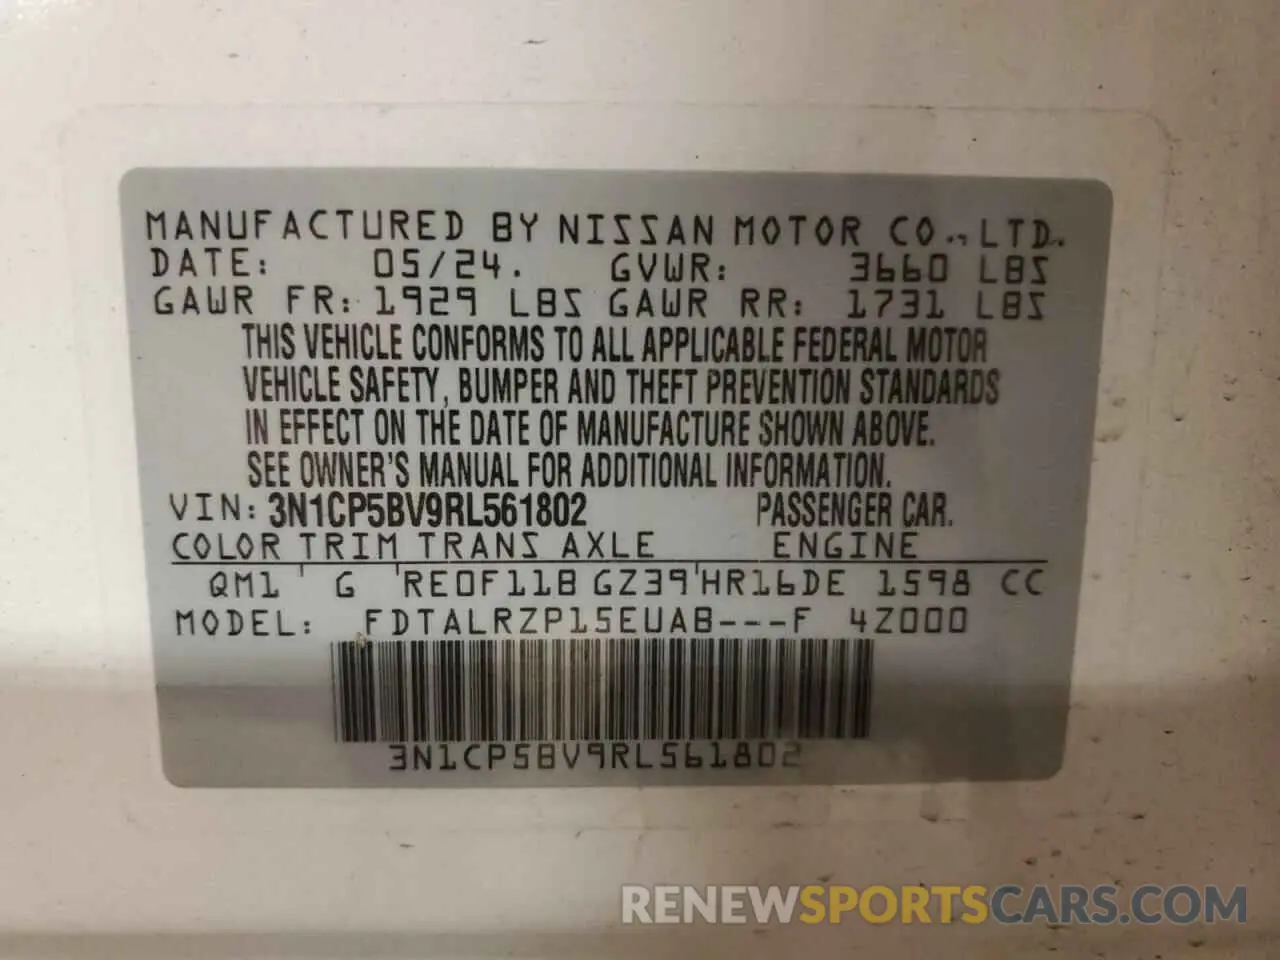 MANUFACTURED BY NISSAN MOTOR CO., LTD.
DATE: 05/24. GVWR: 3660 LBS
GAWR FR: 1929 LBS GAWR RR: 1731 LBS
THIS VEHICLE CONFORMS TO ALL APPLICABLE FEDERAL MOTOR
VEHICLE SAFETY, BUMPER AND THEFT PREVENTION STANDARDS
IN EFFECT ON THE DATE OF MANUFACTURE SHOWN ABOVE.
SEE OWNER'S MANUAL FOR ADDITIONAL INFORMATION.
VIN: 3N1CP5BV9RL561802 PASSENGER CAR.
COLOR TRIM TRANS AXLE ENGINE
QM1 G RE0F11B GZ39 HR16DE 1598 CC
MODEL: FDTALRZP15EUAB---F 4Z000
3N1CP5BV9RL561802
RENEWSPORTSCARS.COM